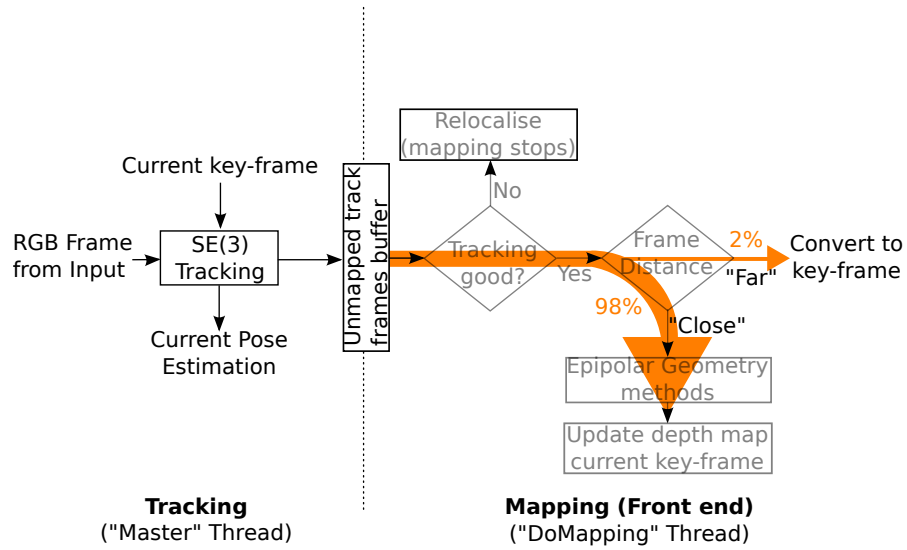 Relocalise
(mapping stops)
Current key-frame
No
RGB Frame
from Input
SE(3)
Tracking
Unmapped track
frames buffer
Tracking
good?
Yes
Frame
Distance
2%
"Far"
Convert to
key-frame
98%
"Close"
Current Pose
Estimation
Epipolar Geometry
methods
Update depth map
current key-frame
Tracking
("Master" Thread)
Mapping (Front end)
("DoMapping" Thread)